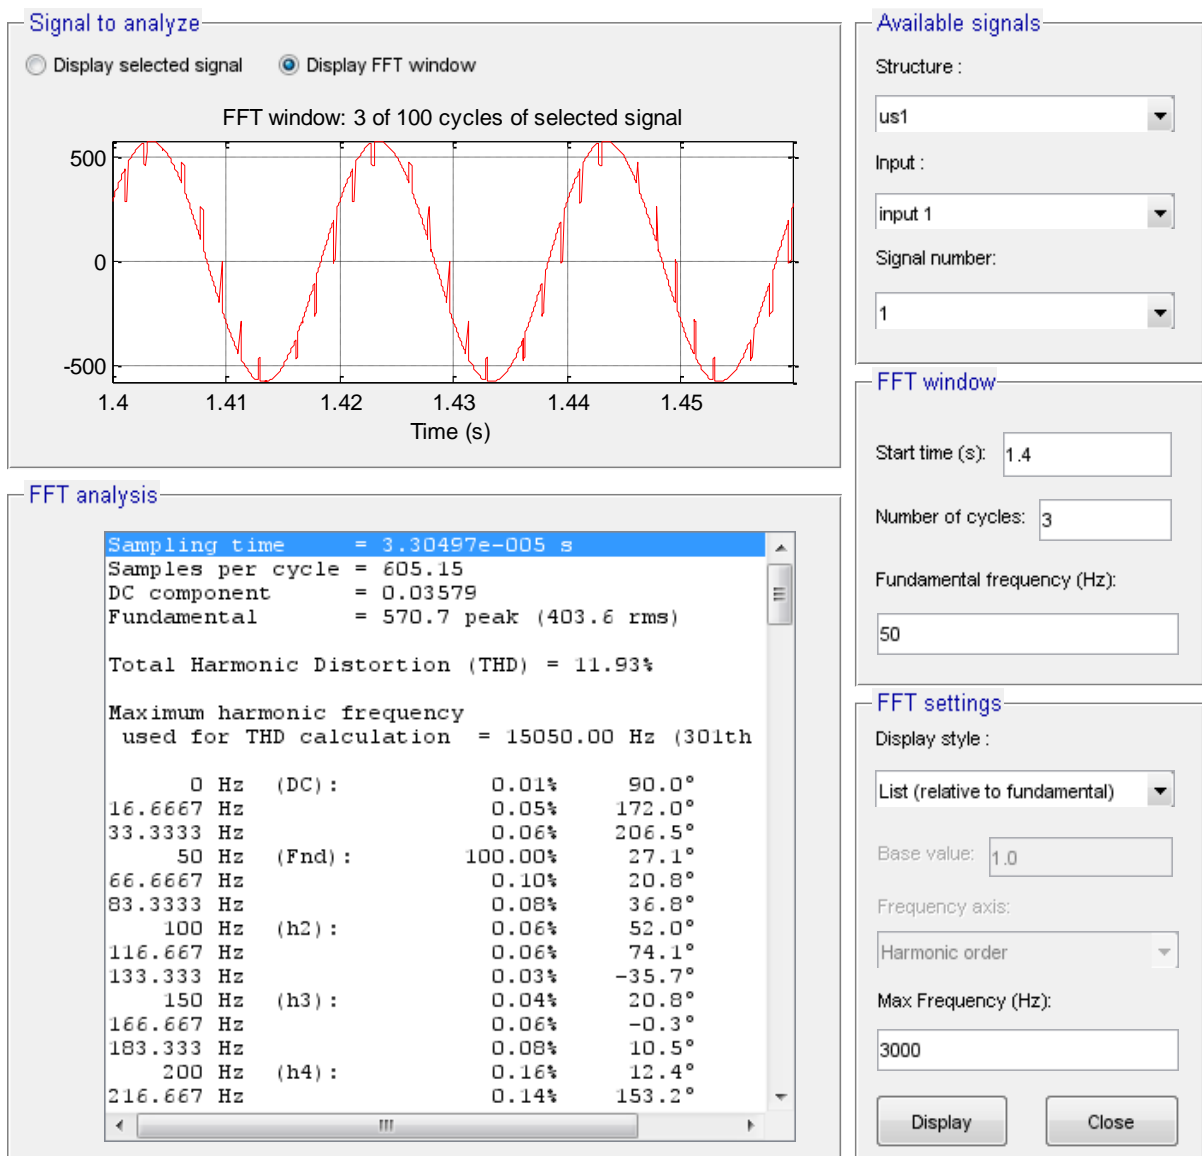 Signal to analyze
Display selected signal Display FFT window
FFT window: 3 of 100 cycles of selected signal
500
0
-500
1.4 1.41 1.42 1.43 1.44 1.45
Time (s)
FFT analysis
Sampling time = 3.30497e-005 s
Samples per cycle = 605.15
DC component = 0.03579
Fundamental = 570.7 peak (403.6 rms)
Total Harmonic Distortion (THD) = 11.93%
Maximum harmonic frequency
used for THD calculation = 15050.00 Hz (301th
0 Hz (DC): 0.01% 90.0°
16.6667 Hz 0.05% 172.0°
33.3333 Hz 0.06% 206.5°
50 Hz (Fnd): 100.00% 27.1°
66.6667 Hz 0.10% 20.8°
83.3333 Hz 0.08% 36.8°
100 Hz (h2): 0.06% 52.0°
116.667 Hz 0.06% 74.1°
133.333 Hz 0.03% -35.7°
150 Hz (h3): 0.04% 20.8°
166.667 Hz 0.06% -0.3°
183.333 Hz 0.08% 10.5°
200 Hz (h4): 0.16% 12.4°
216.667 Hz 0.14% 153.2°
Available signals
Structure :
us1
Input :
input 1
Signal number:
1
FFT window
Start time (s): 1.4
Number of cycles: 3
Fundamental frequency (Hz):
50
FFT settings
Display style :
List (relative to fundamental)
Base value: 1.0
Frequency axis:
Harmonic order
Max Frequency (Hz):
3000
Display Close